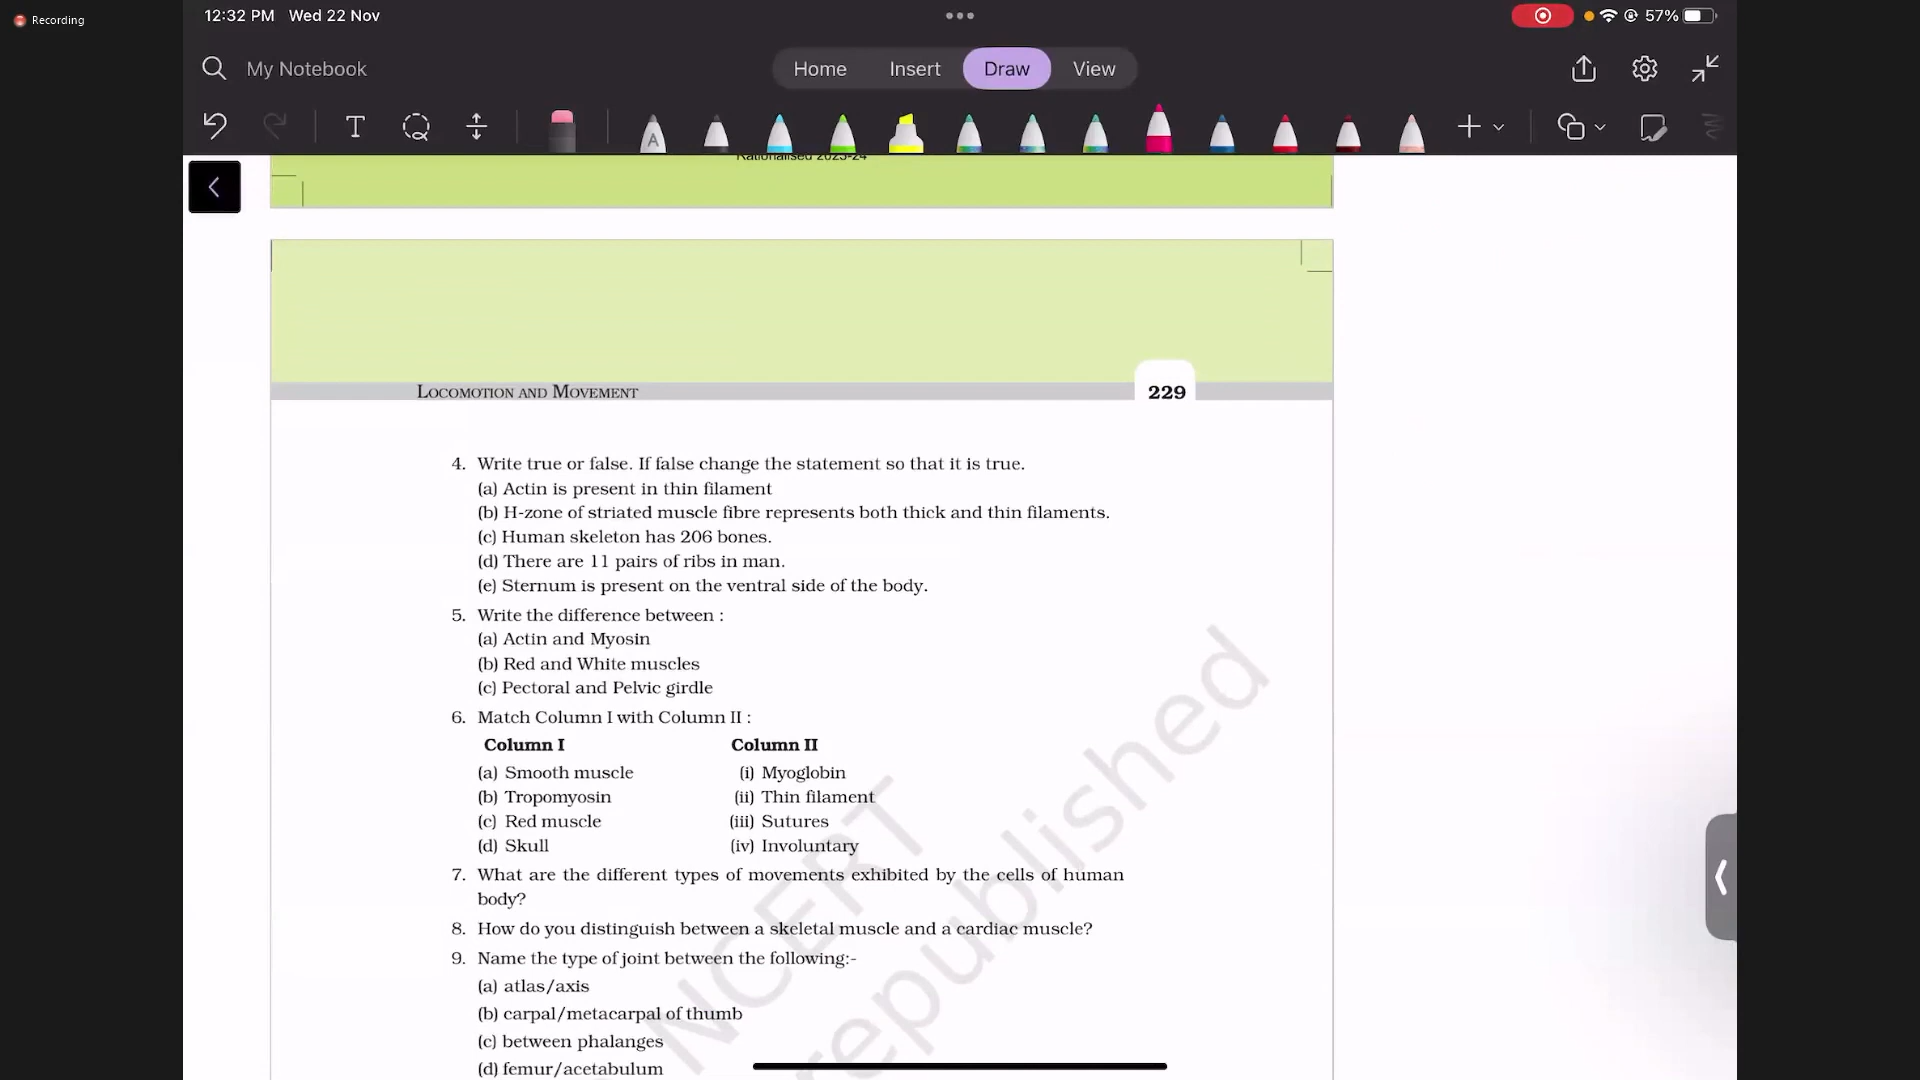 Recording
12:32 PM Wed 22 Nov
57%
My Notebook
Home Insert Draw View
T
A
Rationalised 2023-24
LOCOMOTION AND MOVEMENT 229
4. Write true or false. If false change the statement so that it is true.
(a) Actin is present in thin filament
(b) H-zone of striated muscle fibre represents both thick and thin filaments.
(c) Human skeleton has 206 bones.
(d) There are 11 pairs of ribs in man.
(e) Sternum is present on the ventral side of the body.
5. Write the difference between :
(a) Actin and Myosin
(b) Red and White muscles
(c) Pectoral and Pelvic girdle
6. Match Column I with Column II :
Column I Column II
(a) Smooth muscle (i) Myoglobin
(b) Tropomyosin (ii) Thin filament
(c) Red muscle (iii) Sutures
(d) Skull (iv) Involuntary
7. What are the different types of movements exhibited by the cells of human
body?
8. How do you distinguish between a skeletal muscle and a cardiac muscle?
9. Name the type of joint between the following:-
(a) atlas/axis
(b) carpal/metacarpal of thumb
(c) between phalanges
(d) femur/acetabulum
NCERT
republished